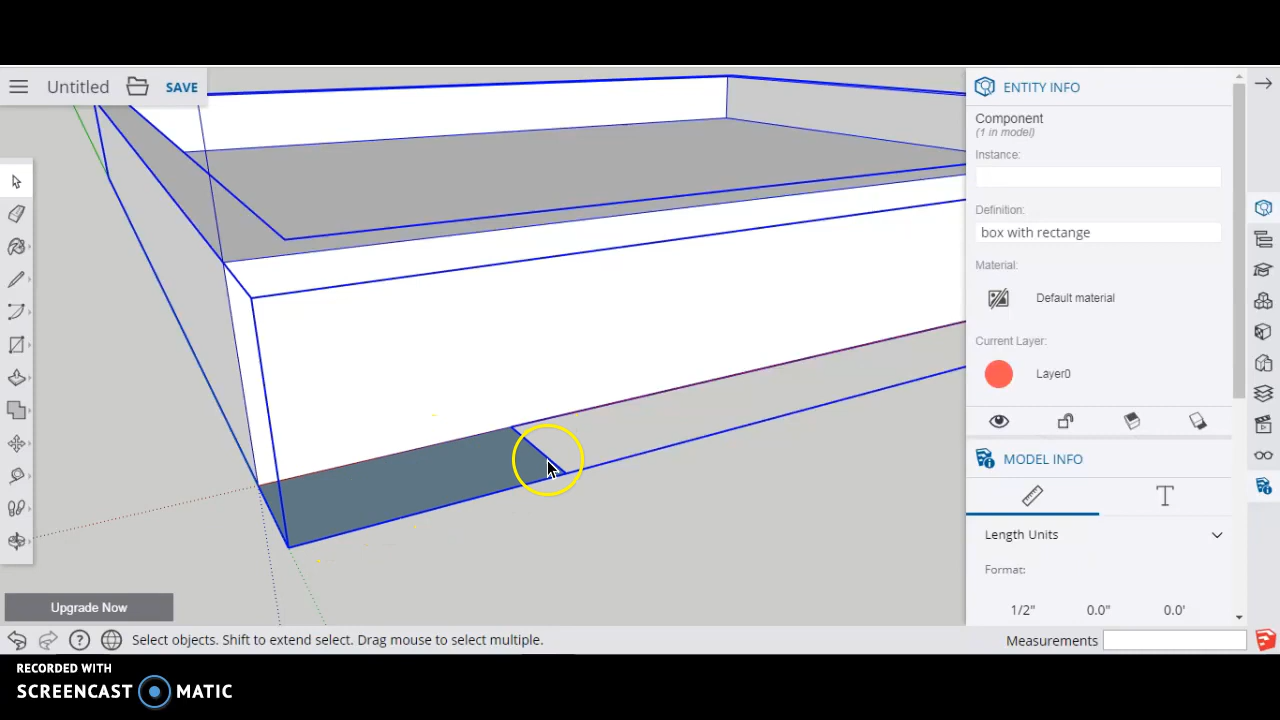 Untitled
SAVE
ENTITY INFO
Component
(1 in model)
Instance:
Definition:
box with rectange
Material:
Default material
Current Layer:
Layer0
MODEL INFO
Length Units
Format:
1/2" 0.0" 0.0'
Upgrade Now
Select objects. Shift to extend select. Drag mouse to select multiple.
Measurements
RECORDED WITH
SCREENCAST MATIC